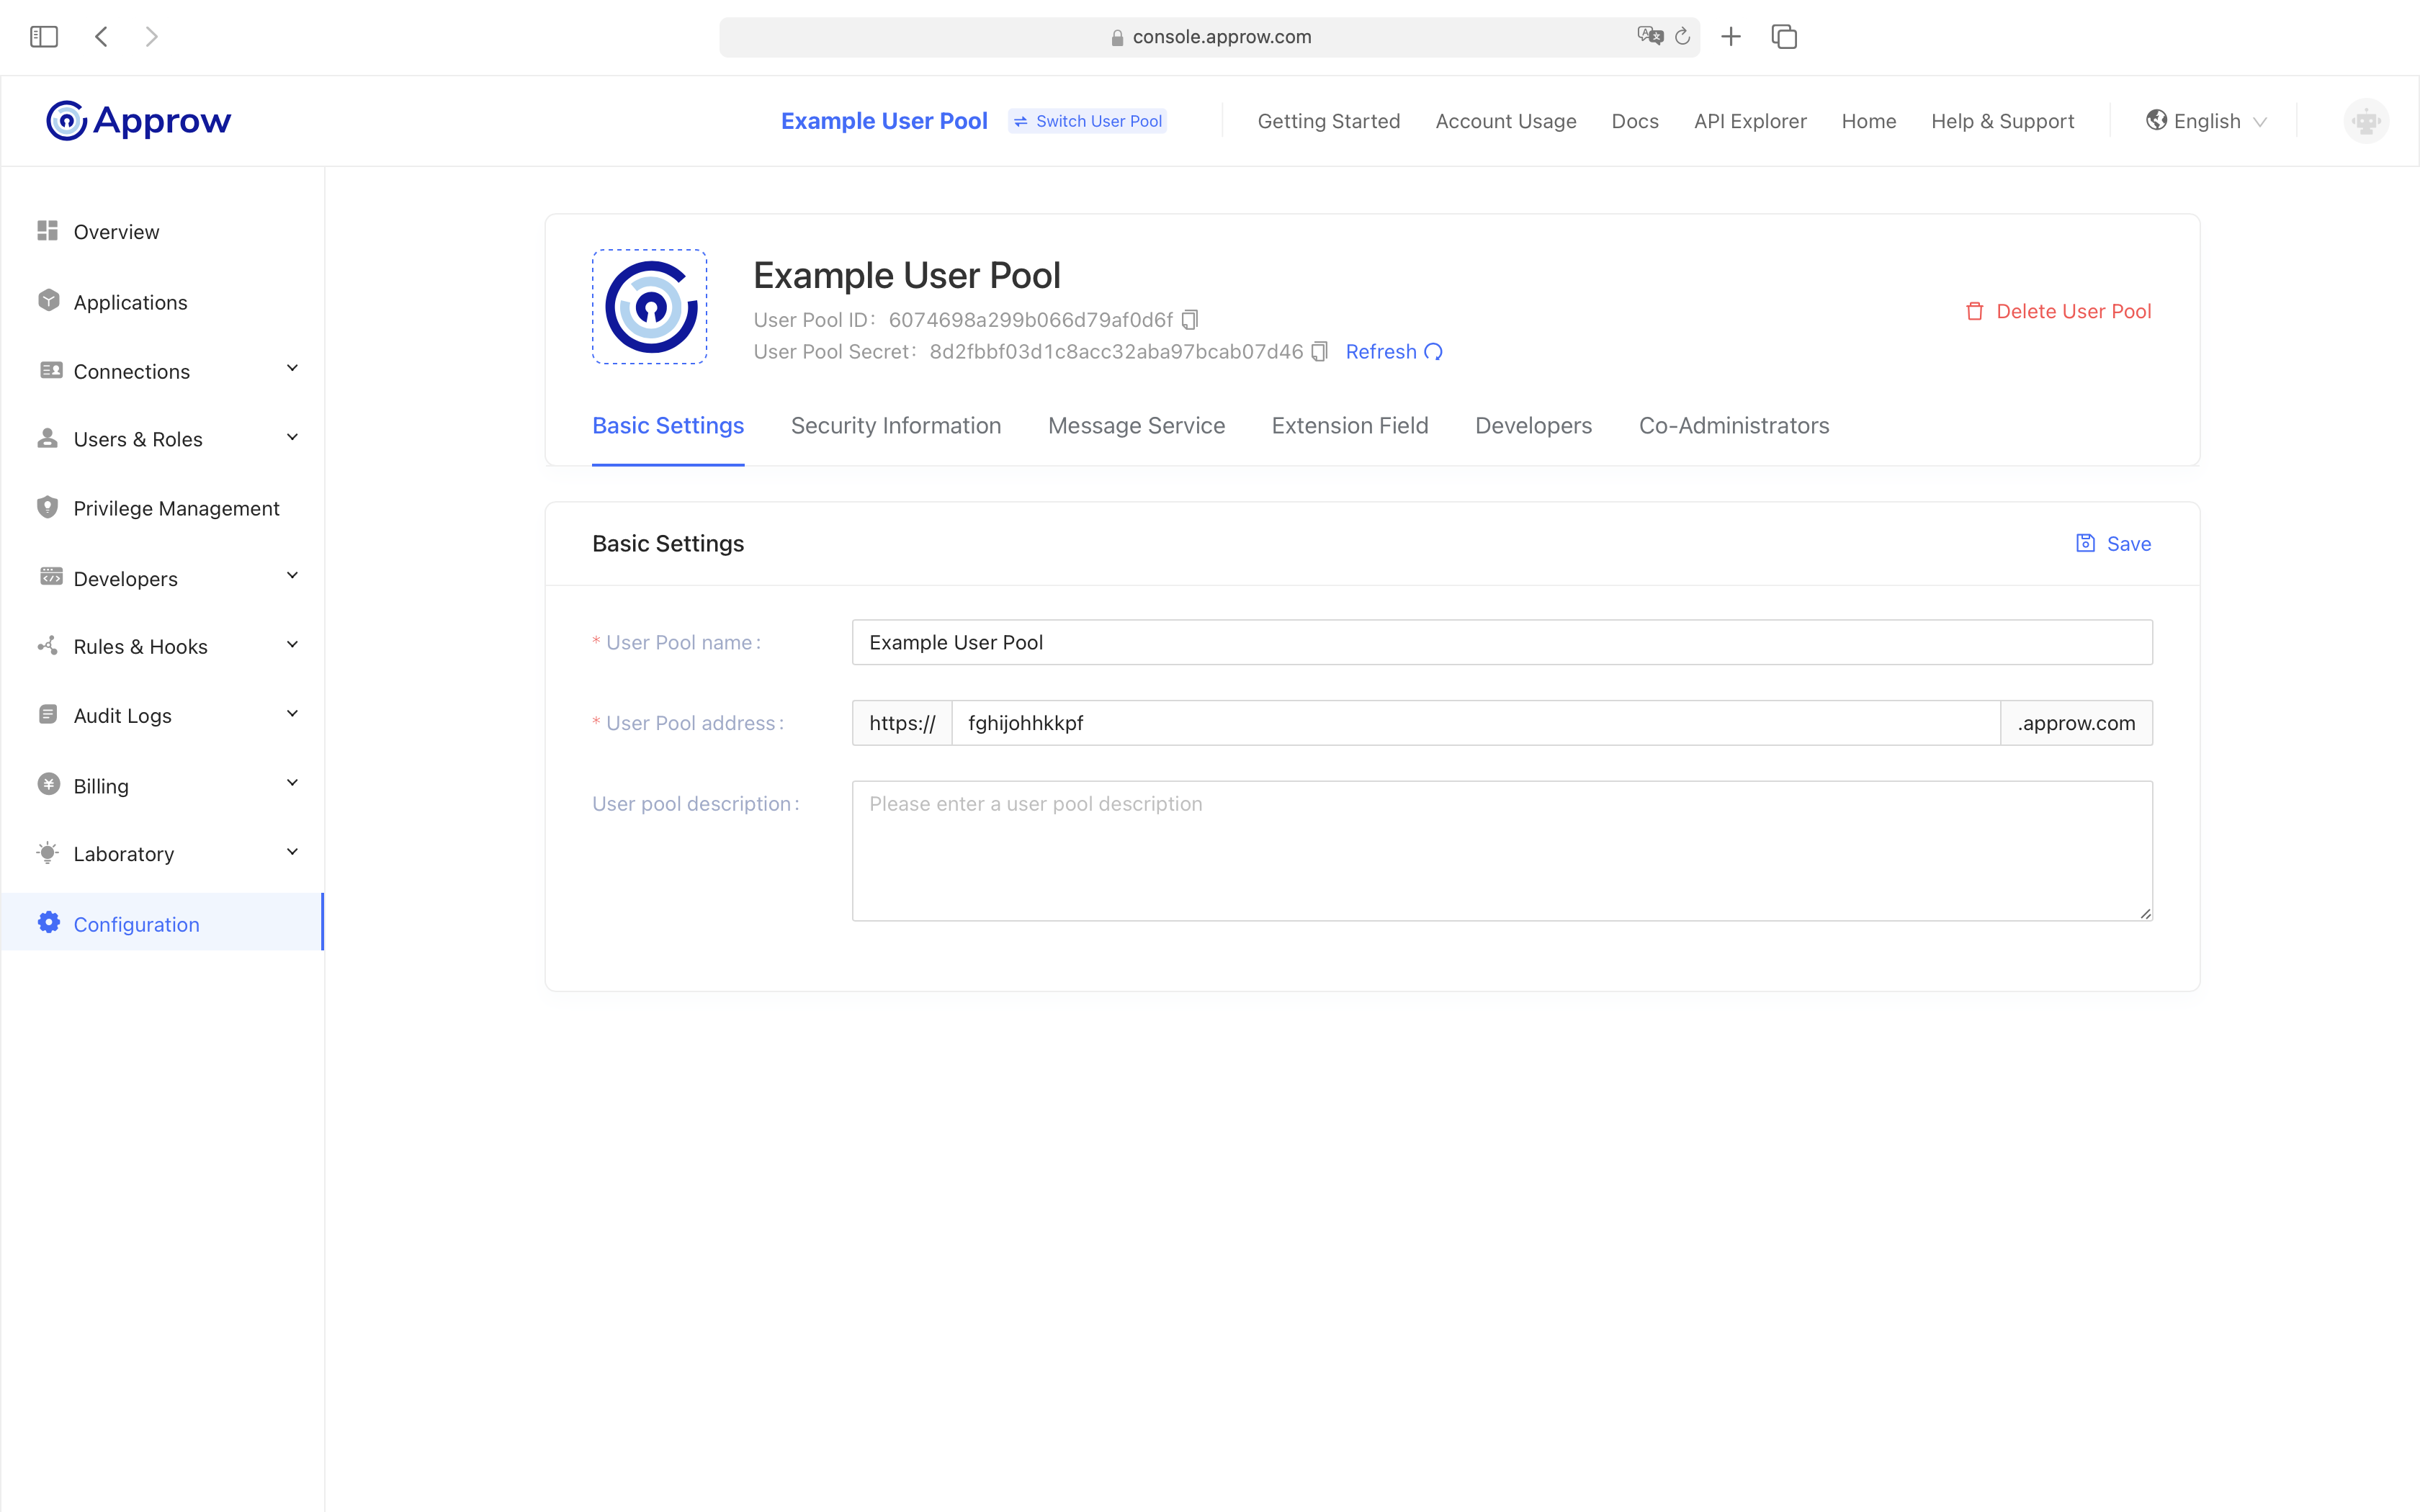 console.approw.com
Approw
Example User Pool
Switch User Pool
Getting Started
Account Usage
Docs
API Explorer
Home
Help & Support
English
Overview
Applications
Connections
Users & Roles
Privilege Management
Developers
Rules & Hooks
Audit Logs
Billing
Laboratory
Configuration
Example User Pool
User Pool ID: 6074698a299b066d79af0d6f
User Pool Secret: 8d2fbbf03d1c8acc32aba97bcab07d46 Refresh
Delete User Pool
Basic Settings
Security Information
Message Service
Extension Field
Developers
Co-Administrators
Basic Settings
Save
* User Pool name: Example User Pool
* User Pool address: https:// fghijohhkkpf .approw.com
User pool description: Please enter a user pool description